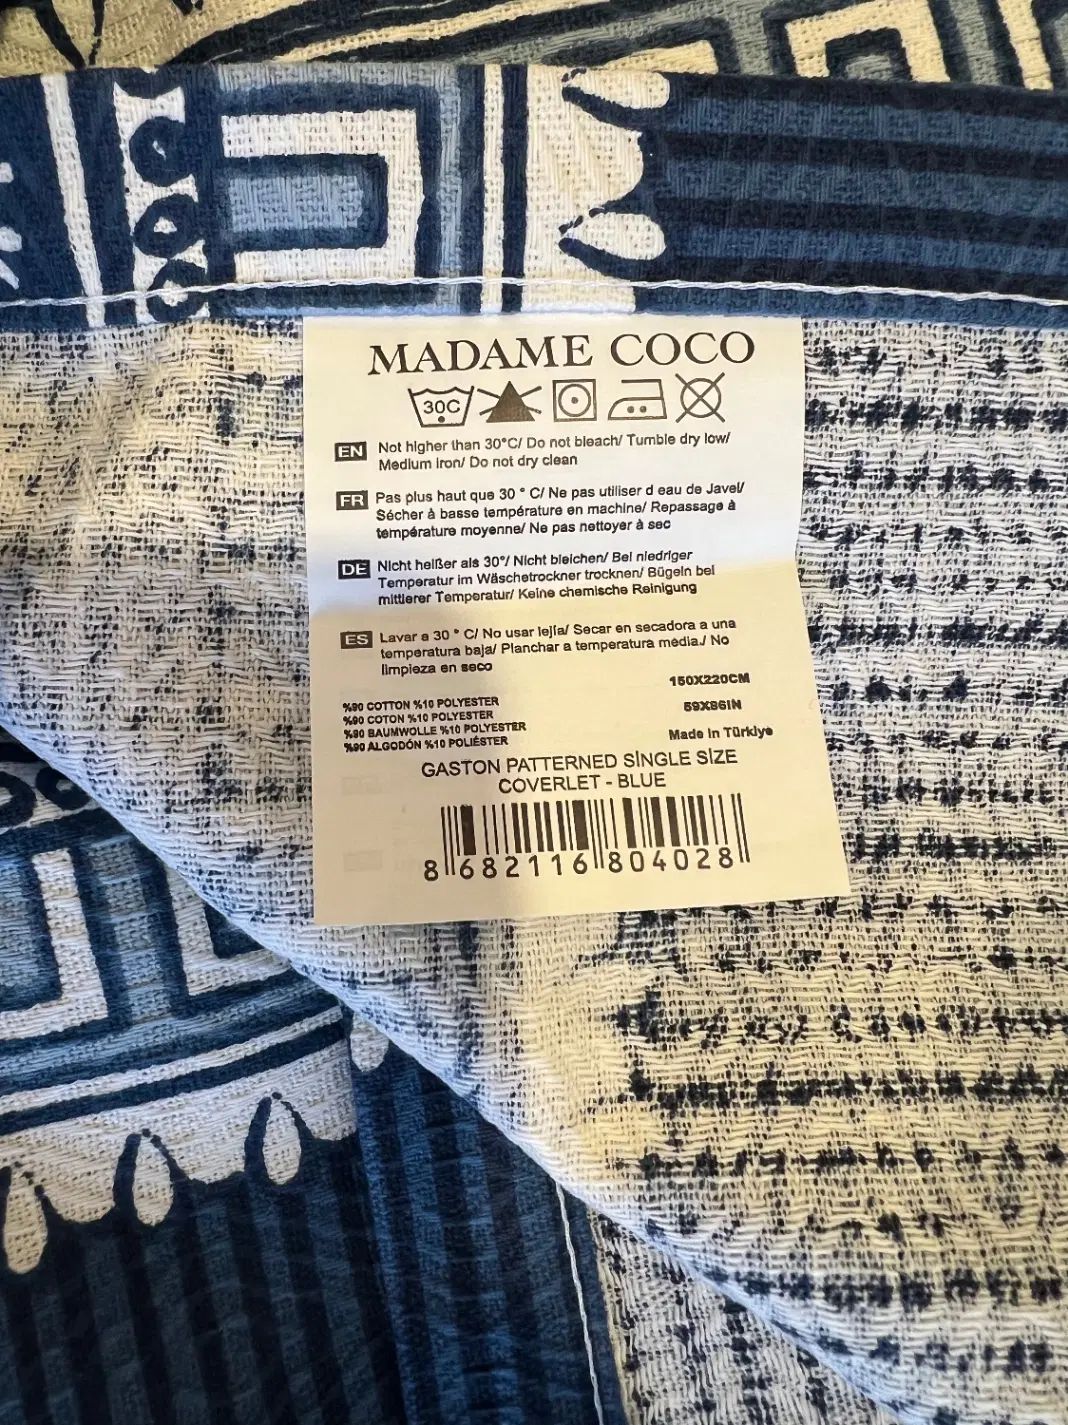 MADAME COCO
30C
EN Not higher than 30°C/ Do not bleach/ Tumble dry low/
Medium iron/ Do not dry clean
FR Pas plus haut que 30 ° C/ Ne pas utiliser d eau de Javel/
Sécher à basse température en machine/ Repassage à
température moyenne/ Ne pas nettoyer à sec
DE Nicht heißer als 30°/ Nicht bleichen/ Bei niedriger
Temperatur im Wäschetrockner trocknen/ Bügeln bei
mittlerer Temperatur/ Keine chemische Reinigung
ES Lavar a 30 ° C/ No usar lejía/ Secar en secadora a una
temperatura baja/ Planchar a temperatura media./ No
limpieza en seco
150X220CM
59X86IN
Made in Türkiye
%90 COTTON %10 POLYESTER
%90 COTON %10 POLYESTER
%90 BAUMWOLLE %10 POLYESTER
%90 ALGODÓN %10 POLIÉSTER
GASTON PATTERNED SİNGLE SİZE
COVERLET - BLUE
8 682116 804028